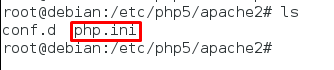 root@debian:/etc/php5/apache2# ls
conf.d php.ini
root@debian:/etc/php5/apache2#